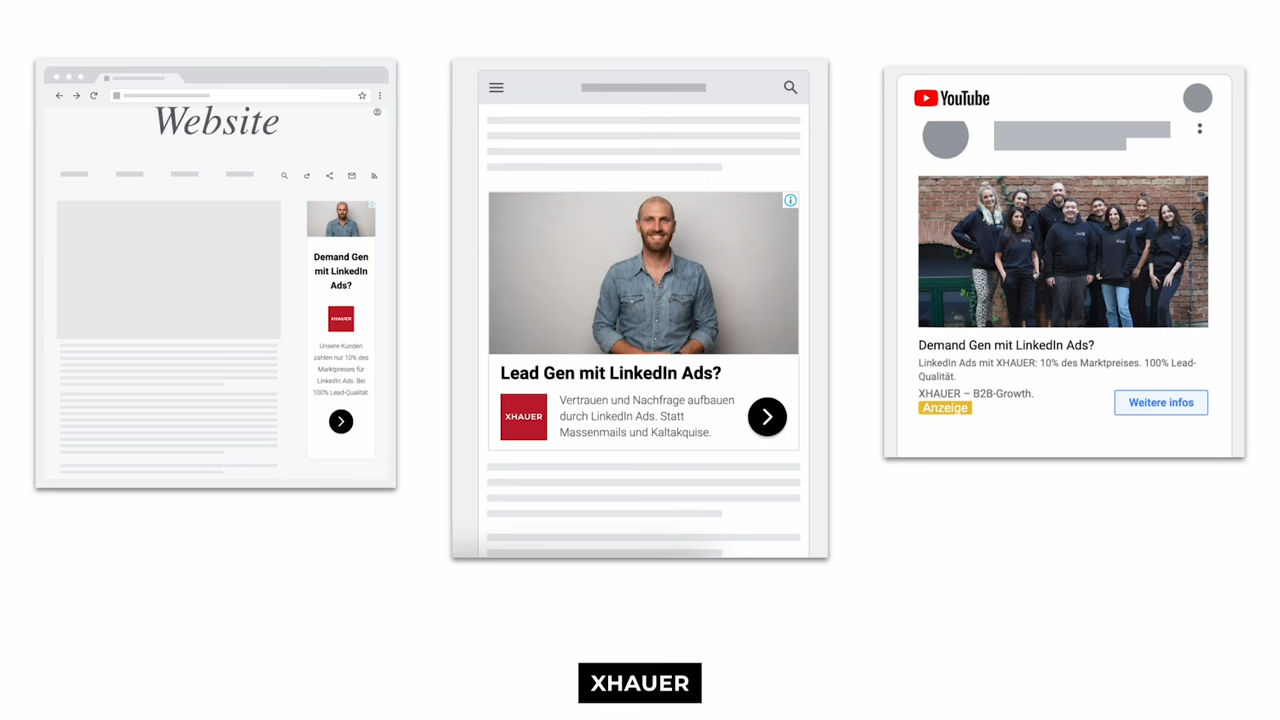 Website
Demand Gen
mit LinkedIn
Ads?
XHAUER
Unsere Kunden
zahlen nur 10% des
Marktpreises für
LinkedIn Ads. Bei
100% Lead-Qualität.
Lead Gen mit LinkedIn Ads?
XHAUER
Vertrauen und Nachfrage aufbauen
durch LinkedIn Ads. Statt
Massenmails und Kaltakquise.
YouTube
Demand Gen mit LinkedIn Ads?
LinkedIn Ads mit XHAUER: 10% des Marktpreises. 100% Lead-
Qualität.
XHAUER – B2B-Growth.
Anzeige
Weitere infos
XHAUER